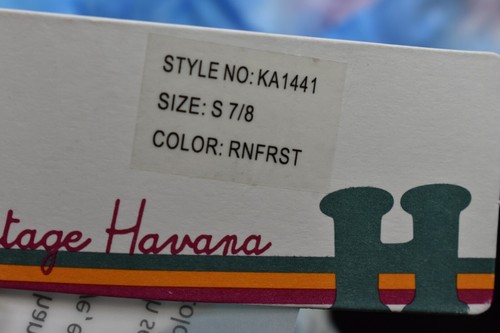 STYLE NO: KA1441
SIZE: S 7/8
COLOR: RNFRST
tage Havana
H